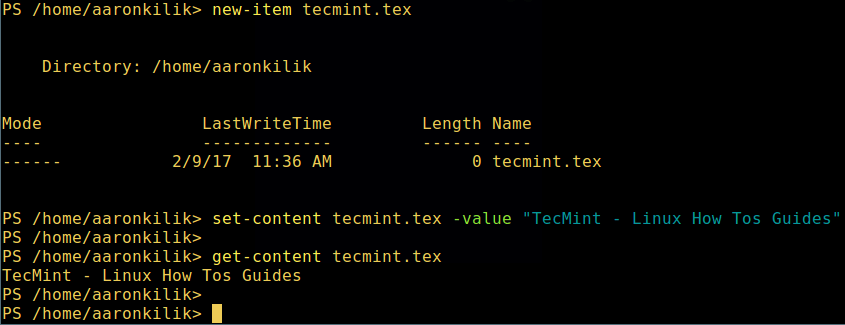 PS /home/aaronkilik> new-item tecmint.tex
Directory: /home/aaronkilik
Mode LastWriteTime Length Name
---- ------------- ------ ----
------ 2/9/17 11:36 AM 0 tecmint.tex
PS /home/aaronkilik> set-content tecmint.tex -value "TecMint - Linux How Tos Guides"
PS /home/aaronkilik>
PS /home/aaronkilik> get-content tecmint.tex
TecMint - Linux How Tos Guides
PS /home/aaronkilik>
PS /home/aaronkilik>